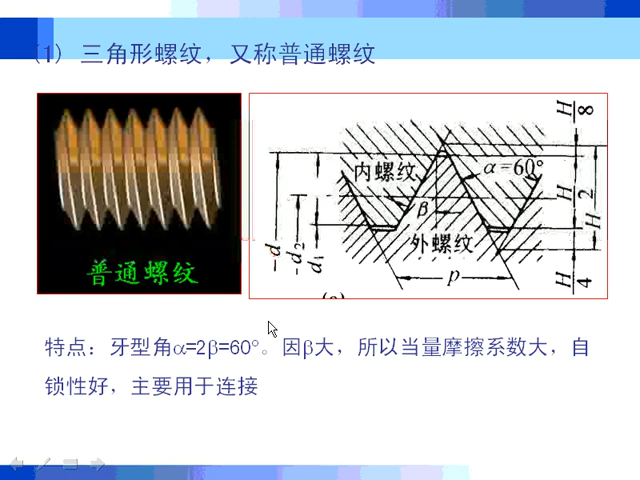 (1) 三角形螺纹，又称普通螺纹
普通螺纹
内螺纹
外螺纹
α=60°
β
p
d
d₂
d₁
H/8
H
H/2
H/4
特点：牙型角α=2β=60°。因β大，所以当量摩擦系数大，自
锁性好，主要用于连接